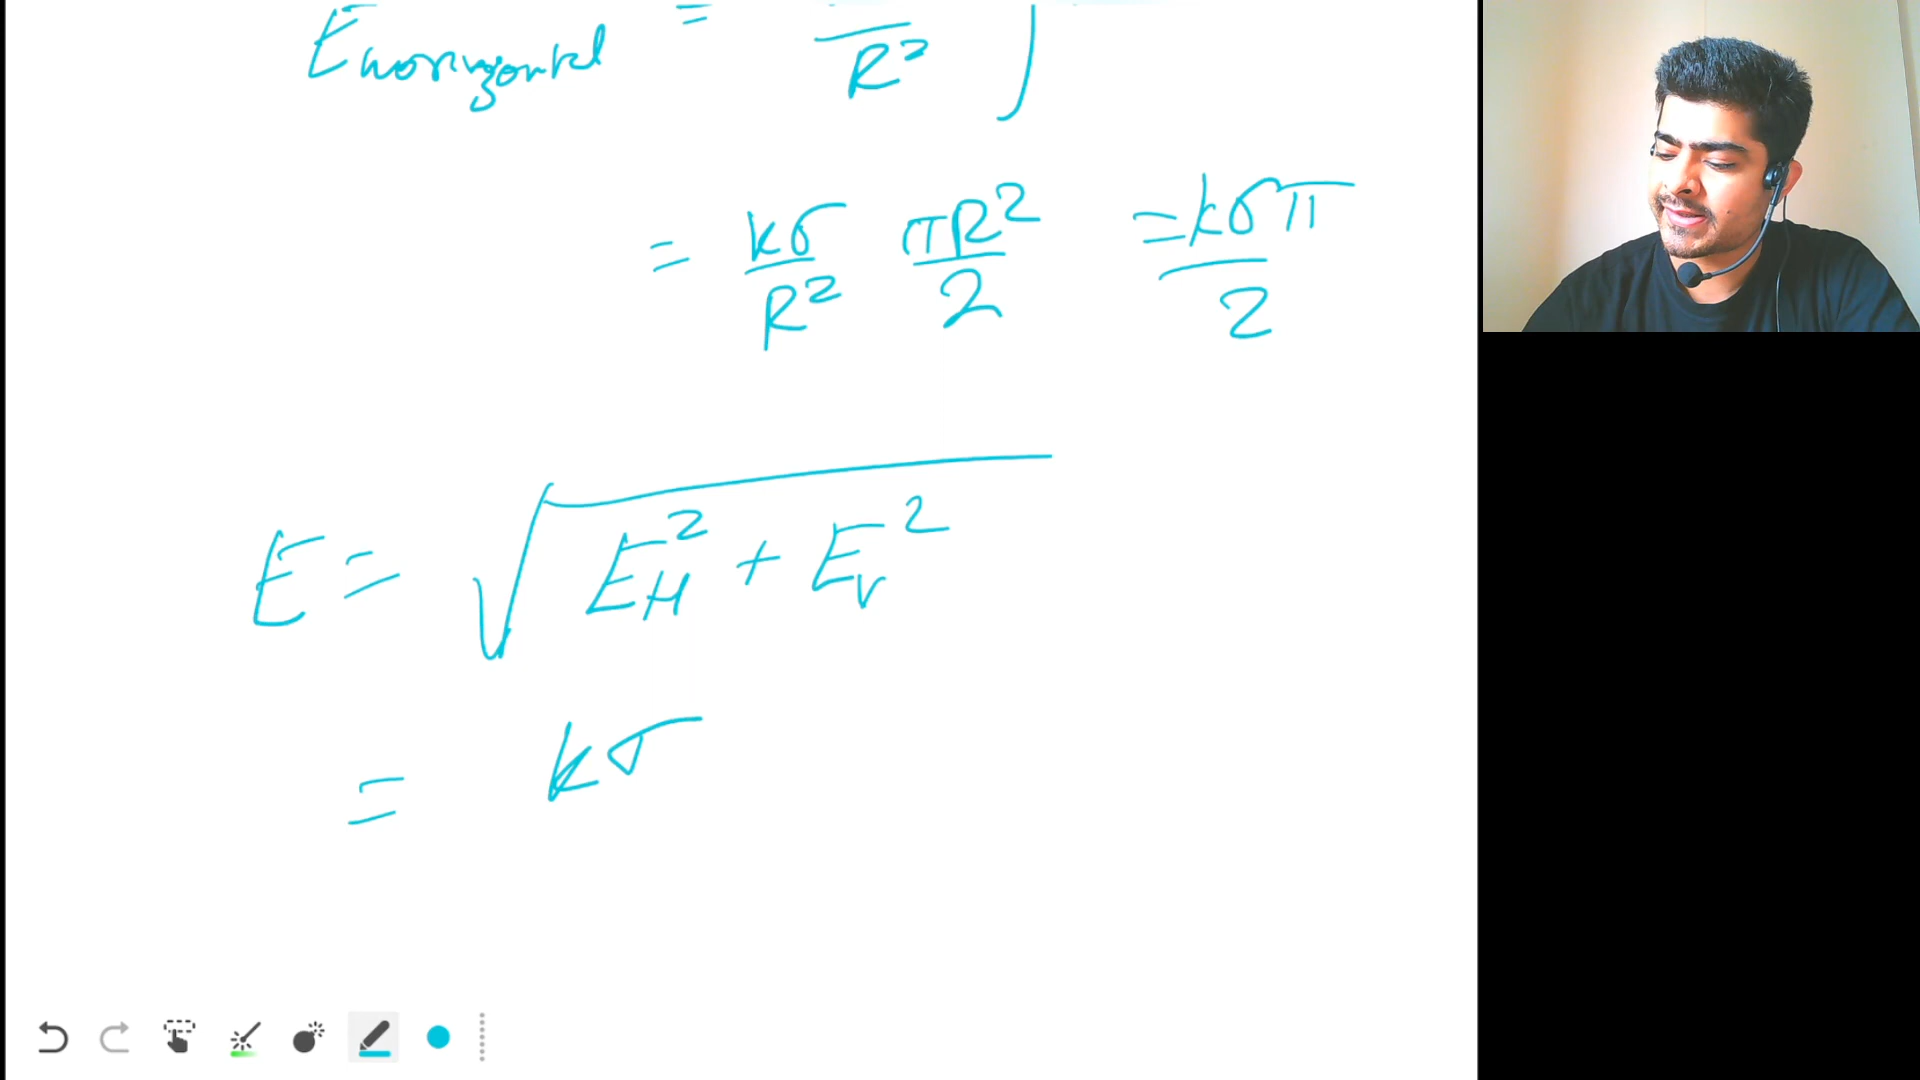 E horizontal = ─/R² ∫
= kσ/R² πR²/2 = kσπ/2
E = √(E_H² + E_v²)
= kσ